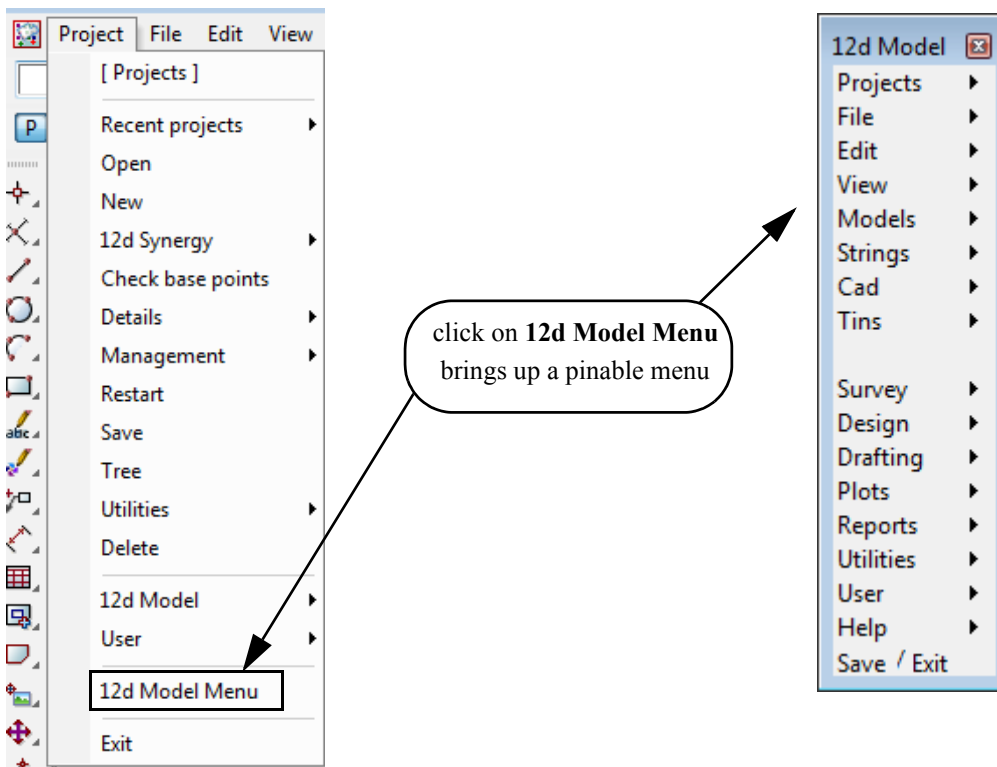 Project File Edit View
[ Projects ]
P
Recent projects
Open
New
12d Synergy
Check base points
Details
Management
Restart
Save
abc
Tree
Utilities
Delete
12d Model
User
12d Model Menu
Exit
click on 12d Model Menu
brings up a pinable menu
12d Model
Projects
File
Edit
View
Models
Strings
Cad
Tins
Survey
Design
Drafting
Plots
Reports
Utilities
User
Help
Save / Exit